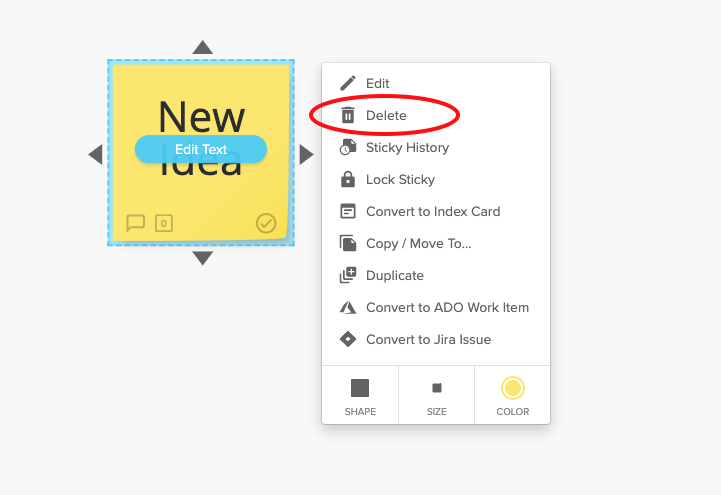 New
Edit Text
Idea
0
Edit
Delete
Sticky History
Lock Sticky
Convert to Index Card
Copy / Move To...
Duplicate
Convert to ADO Work Item
Convert to Jira Issue
SHAPE
SIZE
COLOR